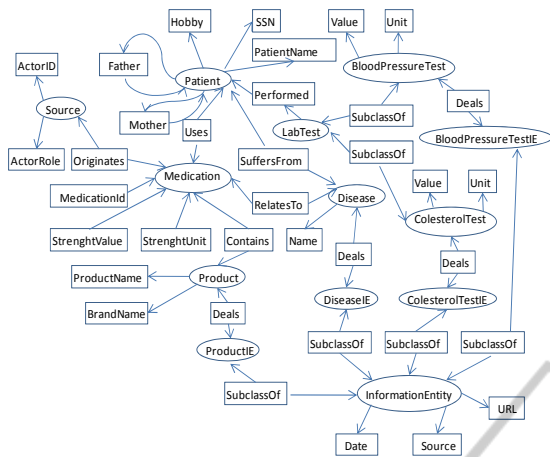 Hobby
SSN
Value
Unit
PatientName
ActorID
Father
Patient
BloodPressureTest
Source
Performed
Deals
Mother
LabTest
SubclassOf
BloodPressureTestIE
ActorRole
Uses
Originates
SuffersFrom
SubclassOf
Medication
Value
Unit
MedicationId
RelatesTo
Disease
ColesterolTest
StrenghtValue
StrenghtUnit
Contains
Name
Deals
Deals
ProductName
Product
DiseaseIE
ColesterolTestIE
BrandName
Deals
ProductIE
SubclassOf
SubclassOf
SubclassOf
SubclassOf
InformationEntity
URL
Date
Source